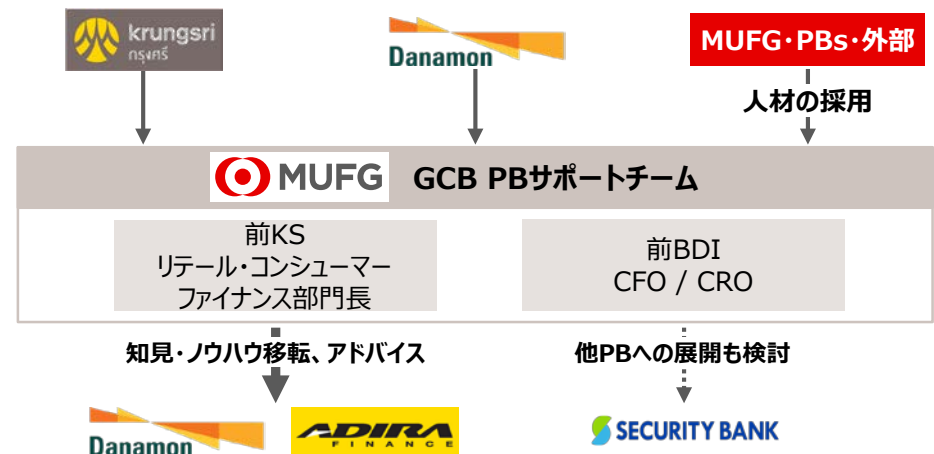 krungsri
กรุงศรี
Danamon
MUFG・PBs・外部
人材の採用
MUFG GCB PBサポートチーム
前KS
リテール・コンシューマー
ファイナンス部門長
前BDI
CFO / CRO
知見・ノウハウ移転、アドバイス
他PBへの展開も検討
Danamon
ADIRA
FINANCE
SECURITY BANK